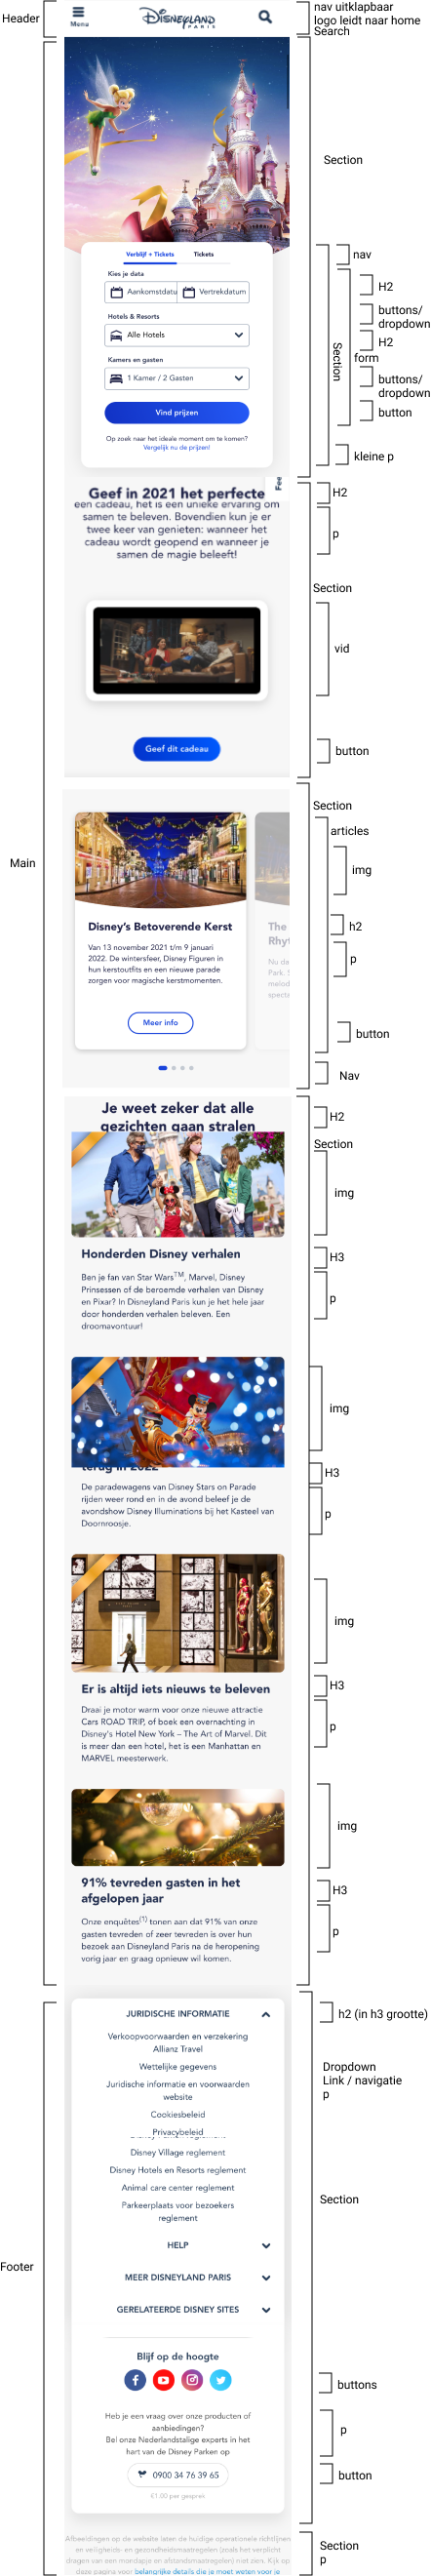 Header
nav uitklapbaar
logo leidt naar home
Search
Menu
Disneyland
PARIS
Section
Verblijf + Tickets
Tickets
nav
Kies je data
Aankomstdatu
Vertrekdatum
H2
buttons/
dropdown
Hotels & Resorts
Alle Hotels
H2
Section
form
Kamers en gasten
1 Kamer / 2 Gasten
buttons/
dropdown
Vind prijzen
button
Op zoek naar het ideale moment om te komen?
Vergelijk nu de prijzen!
kleine p
Fee
Geef in 2021 het perfecte
H2
een cadeau, het is een unieke ervaring om
samen te beleven. Bovendien kun je er
twee keer van genieten: wanneer het
cadeau wordt geopend en wanneer je
samen de magie beleeft!
p
Section
vid
Geef dit cadeau
button
Section
articles
Main
img
Disney's Betoverende Kerst
h2
Van 13 november 2021 t/m 9 januari
2022. De wintersfeer, Disney Figuren in
hun kerstoutfits en een nieuwe parade
zorgen voor magische kerstmomenten.
p
The
Rhyt
Nu da
Park. S
melod
specta
Meer info
button
Nav
Je weet zeker dat alle
gezichten gaan stralen
H2
Section
img
Honderden Disney verhalen
H3
Ben je fan van Star Wars™, Marvel, Disney
Prinsessen of de beroemde verhalen van Disney
en Pixar? In Disneyland Paris kun je het hele jaar
door honderden verhalen beleven. Een
droomavontuur!
p
img
terug in 2022
H3
De paradewagens van Disney Stars on Parade
rijden weer rond en in de avond beleef je de
avondshow Disney Illuminations bij het Kasteel van
Doornroosje.
p
img
Er is altijd iets nieuws te beleven
H3
Draai je motor warm voor onze nieuwe attractie
Cars ROAD TRIP, of boek een overnachting in
Disney's Hotel New York – The Art of Marvel. Dit
is meer dan een hotel, het is een Manhattan en
MARVEL meesterwerk.
p
img
91% tevreden gasten in het
afgelopen jaar
H3
Onze enquêtes(1) tonen aan dat 91% van onze
gasten tevreden of zeer tevreden is over hun
bezoek aan Disneyland Paris na de heropening
vorig jaar en graag opnieuw wil komen.
p
JURIDISCHE INFORMATIE
h2 (in h3 grootte)
Verkoopvoorwaarden en verzekering
Allianz Travel
Wettelijke gegevens
Juridische informatie en voorwaarden
website
Cookiesbeleid
Privacybeleid
Disney Village reglement
Disney Hotels en Resorts reglement
Animal care center reglement
Parkeerplaats voor bezoekers
reglement
Dropdown
Link / navigatie
p
Section
HELP
Footer
MEER DISNEYLAND PARIS
GERELATEERDE DISNEY SITES
Blijf op de hoogte
buttons
Heb je een vraag over onze producten of
aanbiedingen?
Bel onze Nederlandstalige experts in het
hart van de Disney Parken op
p
0900 34 76 39 65
button
€1.00 per gesprek
Section
p
Afbeeldingen op de website laten de huidige operationele richtlijnen
en veiligheids- en gezondheidsmaatregelen (zoals het verplicht
dragen van een mondkapje en afstandsmaatregelen) niet zien. Kijk op
deze pagina voor belangrijke details die je moet weten voor je